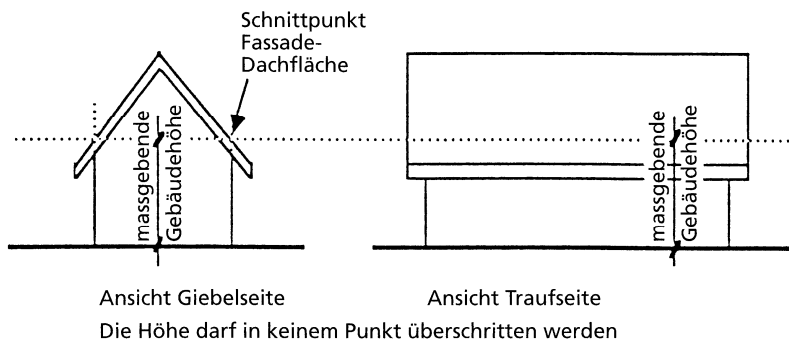 Schnittpunkt
Fassade-
Dachfläche
massgebende
Gebäudehöhe
massgebende
Gebäudehöhe
Ansicht Giebelseite
Ansicht Traufseite
Die Höhe darf in keinem Punkt überschritten werden